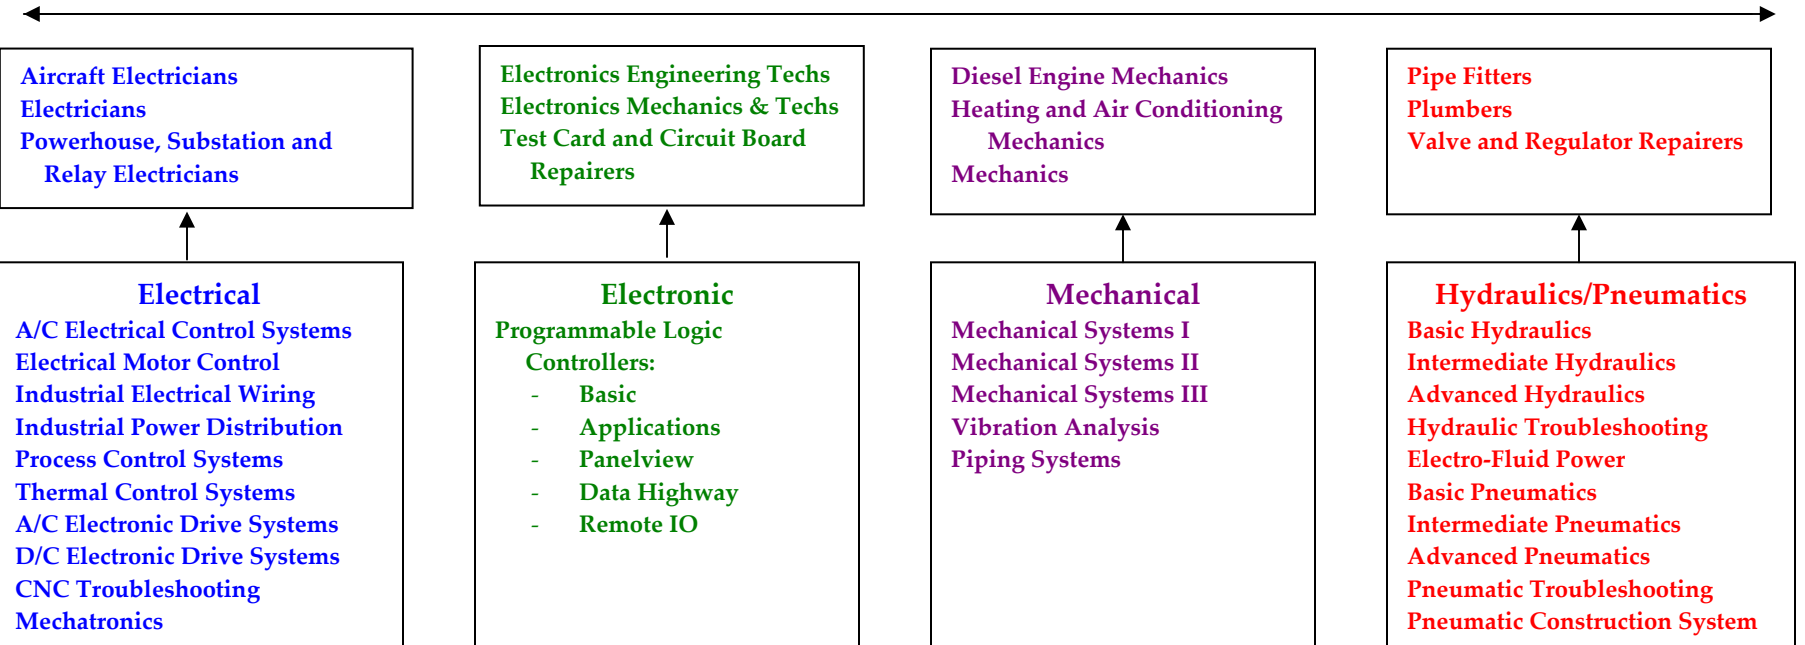 Aircraft Electricians
Electricians
Powerhouse, Substation and
Relay Electricians
Electronics Engineering Techs
Electronics Mechanics & Techs
Test Card and Circuit Board
Repairers
Diesel Engine Mechanics
Heating and Air Conditioning
Mechanics
Mechanics
Pipe Fitters
Plumbers
Valve and Regulator Repairers
Electrical
A/C Electrical Control Systems
Electrical Motor Control
Industrial Electrical Wiring
Industrial Power Distribution
Process Control Systems
Thermal Control Systems
A/C Electronic Drive Systems
D/C Electronic Drive Systems
CNC Troubleshooting
Mechatronics
Electronic
Programmable Logic
Controllers:
- Basic
- Applications
- Panelview
- Data Highway
- Remote IO
Mechanical
Mechanical Systems I
Mechanical Systems II
Mechanical Systems III
Vibration Analysis
Piping Systems
Hydraulics/Pneumatics
Basic Hydraulics
Intermediate Hydraulics
Advanced Hydraulics
Hydraulic Troubleshooting
Electro-Fluid Power
Basic Pneumatics
Intermediate Pneumatics
Advanced Pneumatics
Pneumatic Troubleshooting
Pneumatic Construction System